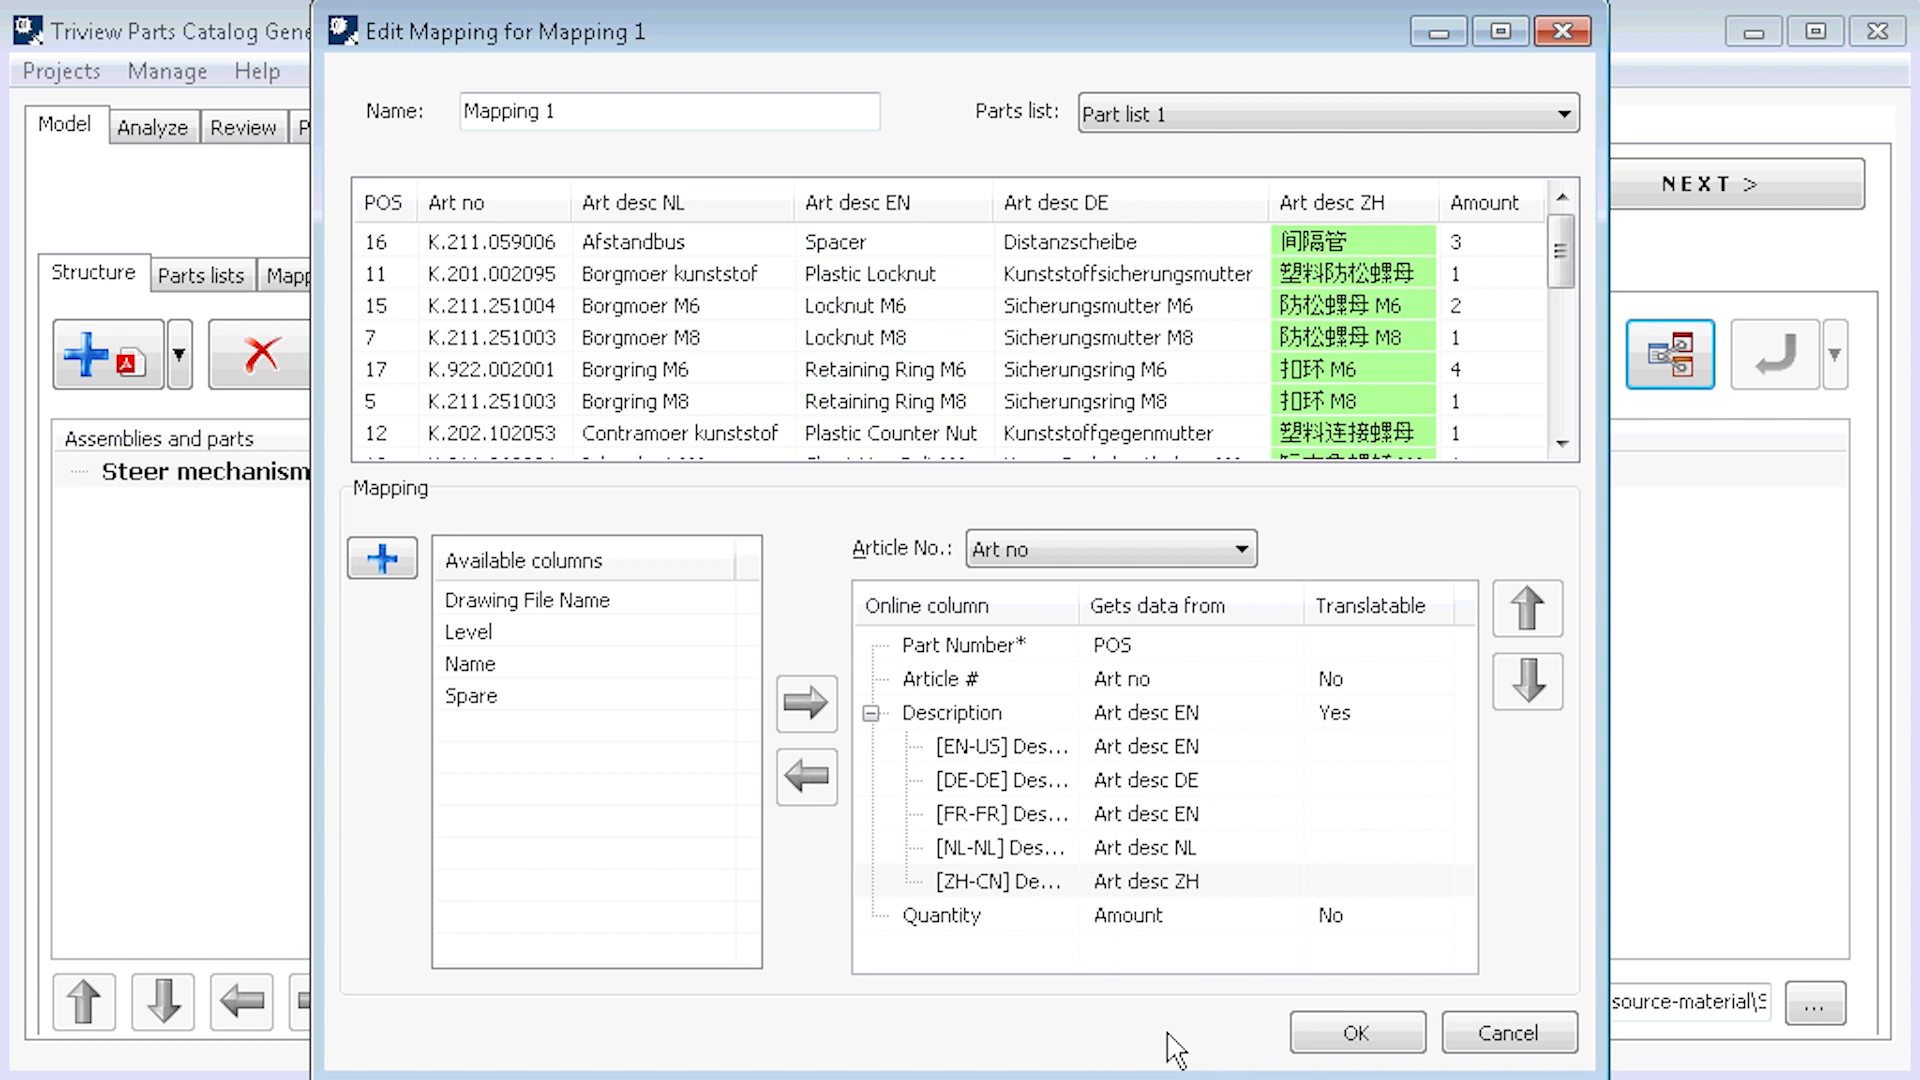 Triview Parts Catalog Gene
Edit Mapping for Mapping 1
Projects Manage Help
Name: Mapping 1 Parts list: Part list 1
Model Analyze Review P
NEXT >
POS Art no Art desc NL Art desc EN Art desc DE Art desc ZH Amount
16 K.211.059006 Afstandbus Spacer Distanzscheibe 间隔管 3
11 K.201.002095 Borgmoer kunststof Plastic Locknut Kunststoffsicherungsmutter 塑料防松螺母 1
15 K.211.251004 Borgmoer M6 Locknut M6 Sicherungsmutter M6 防松螺母 M6 2
7 K.211.251003 Borgmoer M8 Locknut M8 Sicherungsmutter M8 防松螺母 M8 1
17 K.922.002001 Borgring M6 Retaining Ring M6 Sicherungsring M6 扣环 M6 4
5 K.211.251003 Borgring M8 Retaining Ring M8 Sicherungsring M8 扣环 M8 1
12 K.202.102053 Contramoer kunststof Plastic Counter Nut Kunststoffgegenmutter 塑料连接螺母 1
Structure Parts lists Mapp
Assemblies and parts
Steer mechanism
Mapping
Available columns
Drawing File Name
Level
Name
Spare
Article No.: Art no
Online column Gets data from Translatable
Part Number* POS
Article # Art no No
Description Art desc EN Yes
[EN-US] Des... Art desc EN
[DE-DE] Des... Art desc DE
[FR-FR] Des... Art desc EN
[NL-NL] Des... Art desc NL
[ZH-CN] De... Art desc ZH
Quantity Amount No
source-material\S ...
OK Cancel